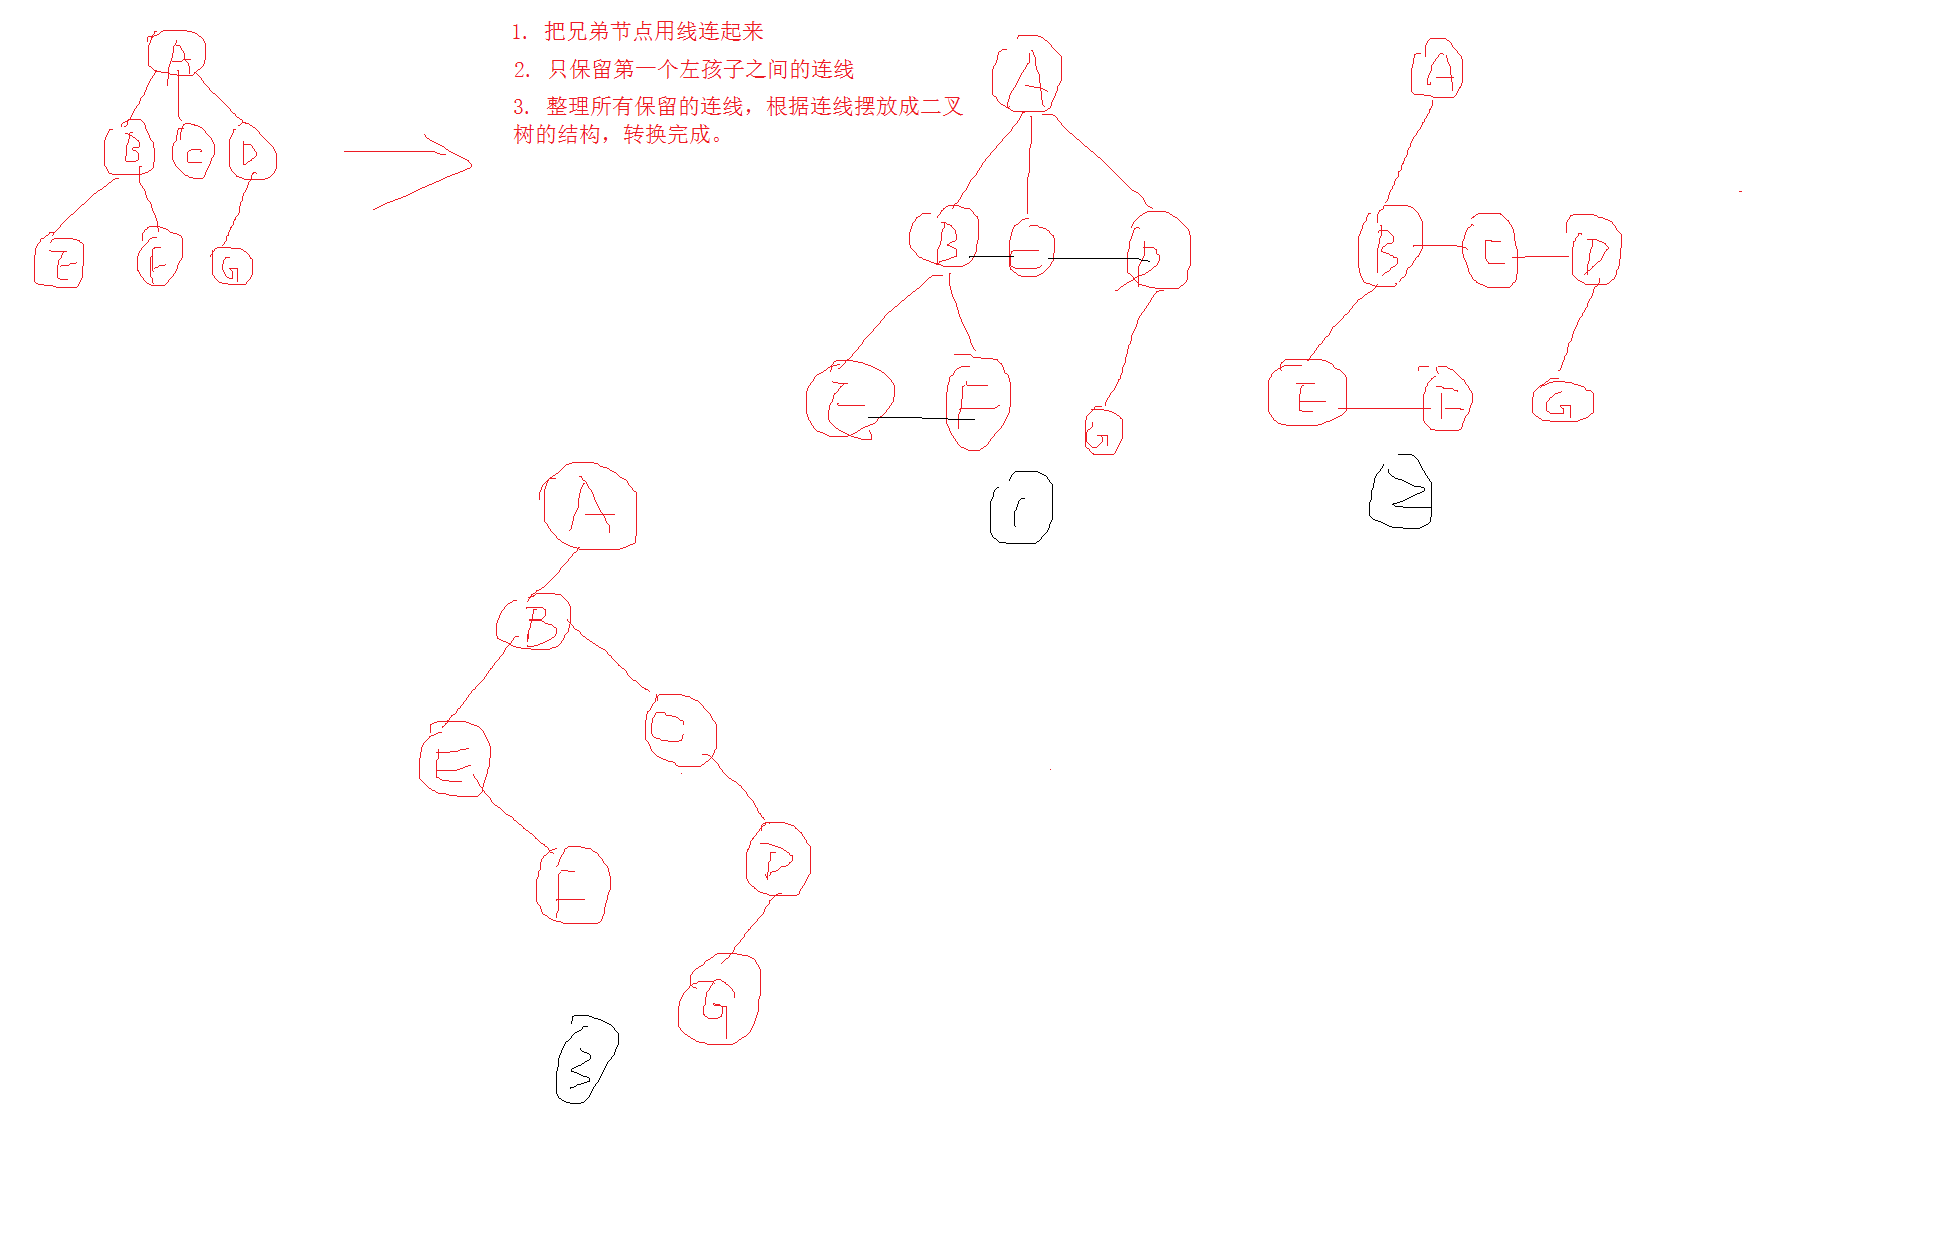 A
B C D
E F G
1. 把兄弟节点用线连起来
2. 只保留第一个左孩子之间的连线
3. 整理所有保留的连线，根据连线摆放成二叉
树的结构，转换完成。
A
B C D
E F G
1
A
B C D
E F G
2
A
B
E C
F D
G
3